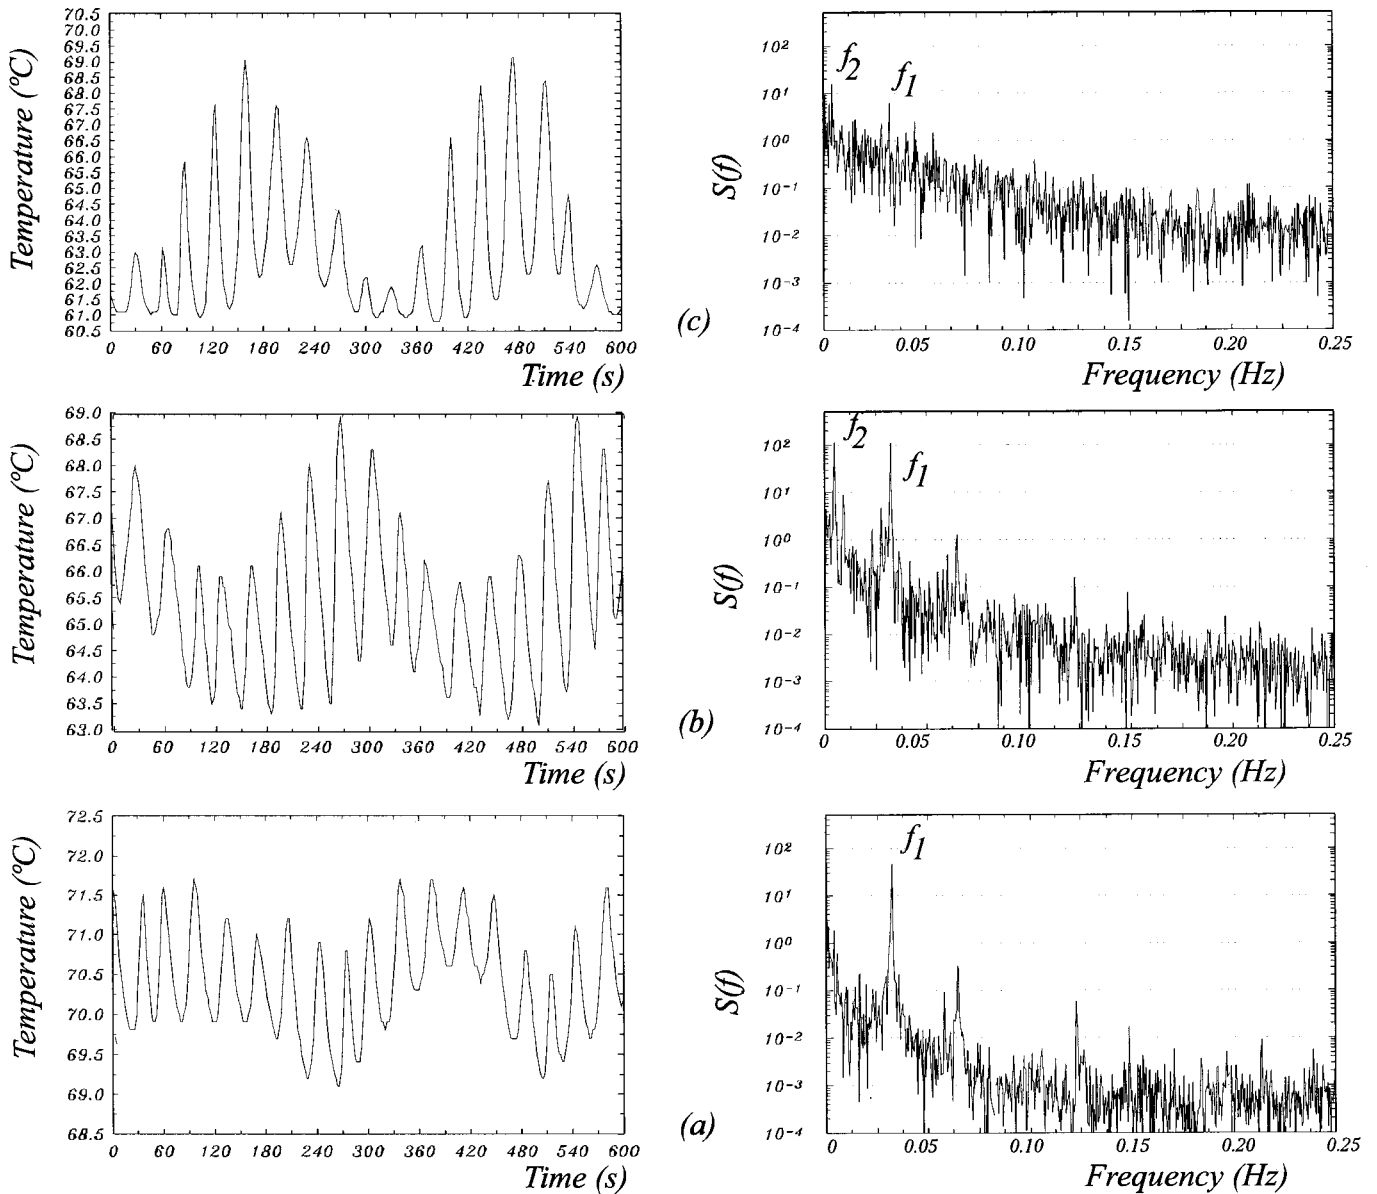 70.5
70.0
69.5
69.0
68.5
68.0
67.5
67.0
66.5
66.0
65.5
65.0
64.5
64.0
63.5
63.0
62.5
62.0
61.5
61.0
60.5
Temperature (°C)
0 60 120 180 240 300 360 420 480 540 600
Time (s)
(c)
f2
f1
10²
10¹
10⁰
10⁻¹
10⁻²
10⁻³
10⁻⁴
S(f)
0 0.05 0.10 0.15 0.20 0.25
Frequency (Hz)
69.0
68.5
68.0
67.5
67.0
66.5
66.0
65.5
65.0
64.5
64.0
63.5
63.0
Temperature (°C)
0 60 120 180 240 300 360 420 480 540 600
Time (s)
(b)
f2
f1
10²
10¹
10⁰
10⁻¹
10⁻²
10⁻³
10⁻⁴
S(f)
0 0.05 0.10 0.15 0.20 0.25
Frequency (Hz)
72.5
72.0
71.5
71.0
70.5
70.0
69.5
69.0
68.5
Temperature (°C)
0 60 120 180 240 300 360 420 480 540 600
Time (s)
(a)
f1
10²
10¹
10⁰
10⁻¹
10⁻²
10⁻³
10⁻⁴
S(f)
0 0.05 0.10 0.15 0.20 0.25
Frequency (Hz)